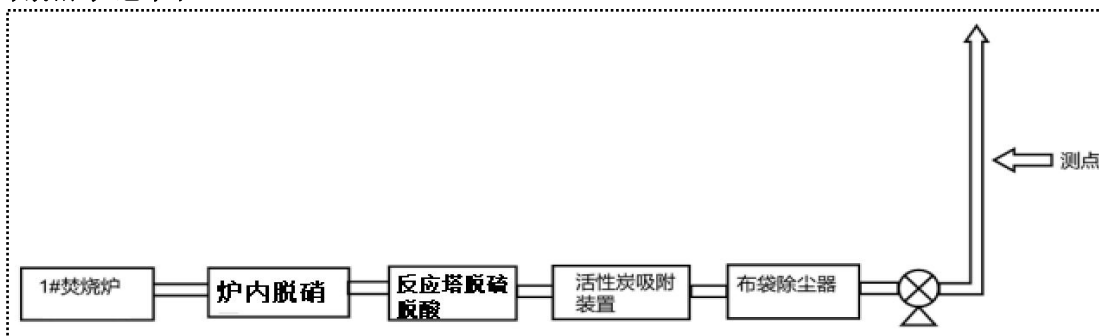 测点
1#焚烧炉
炉内脱硝
反应塔脱硫
脱酸
活性炭吸附
装置
布袋除尘器